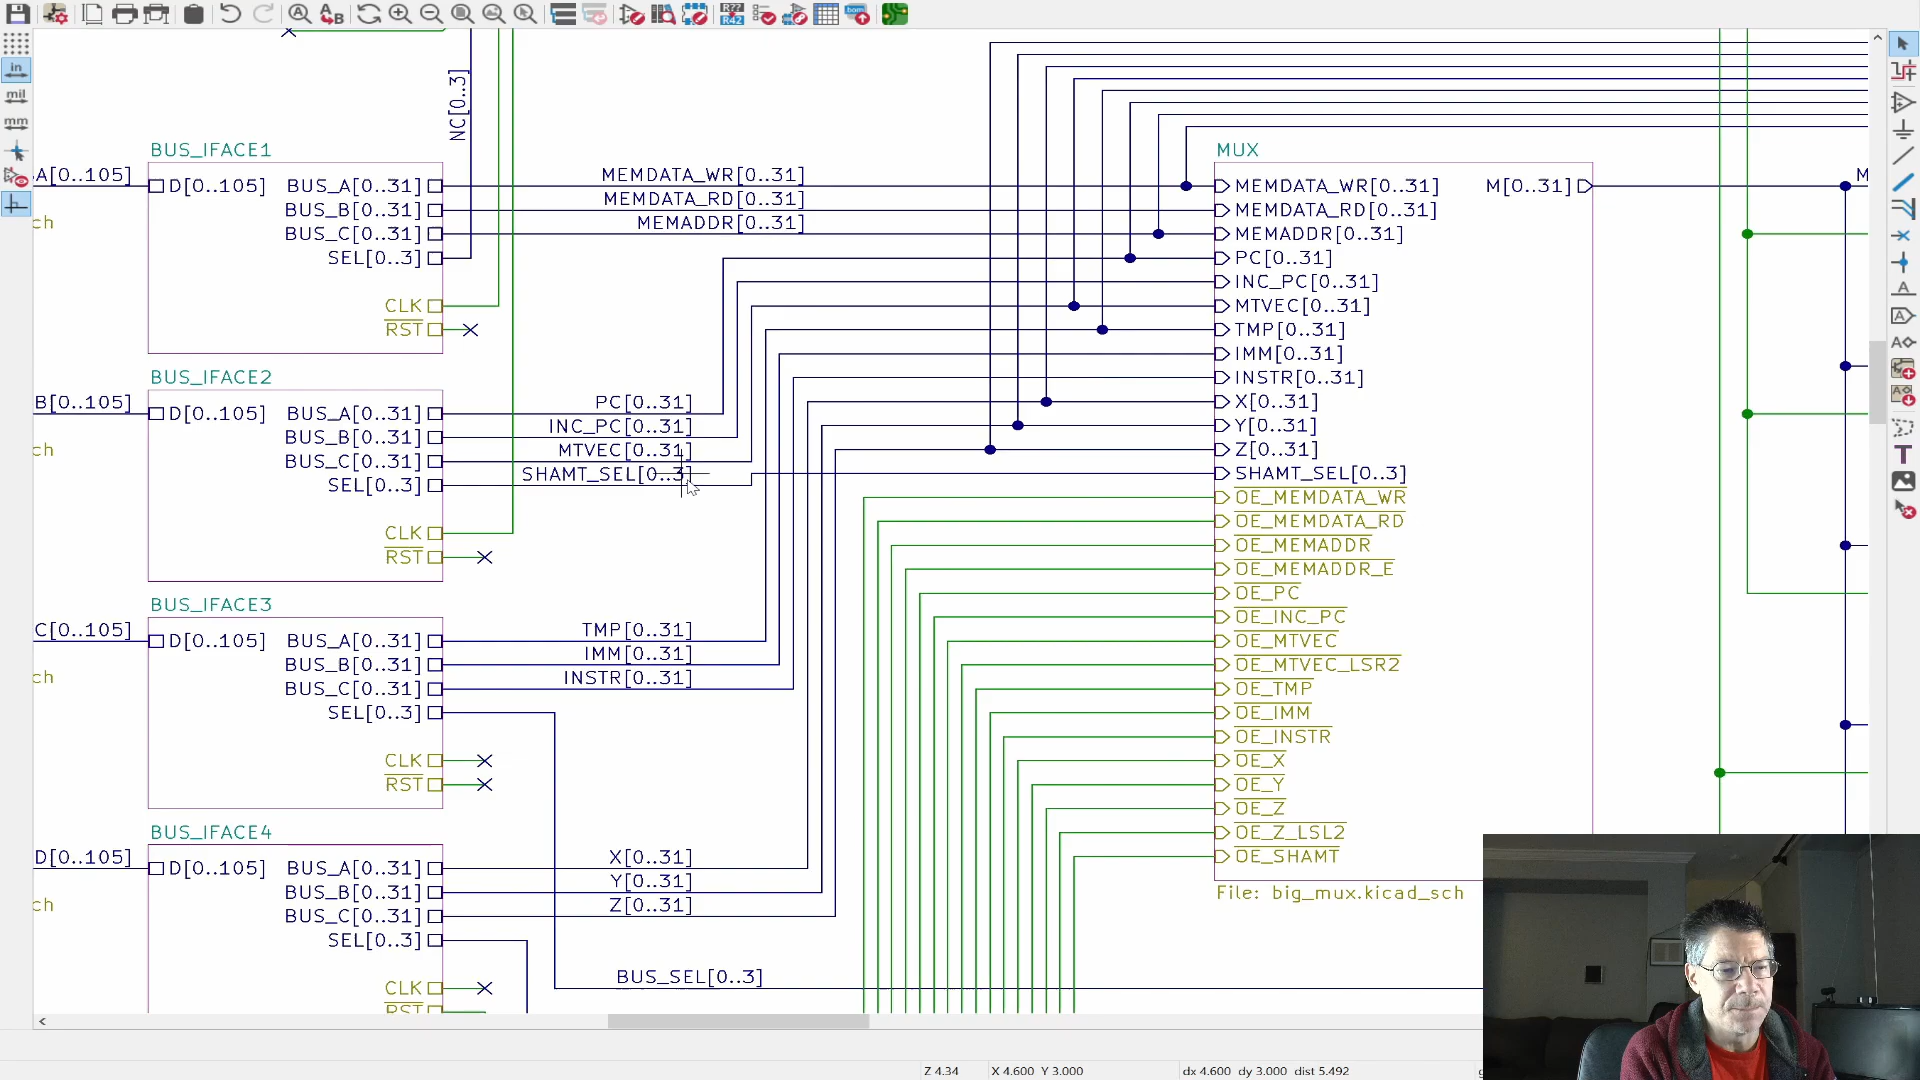 in
mil
mm
A
B
R??
R42
bom
A
A
A
A
T
NC[0..3]
BUS_IFACE1
A[0..105]
D[0..105]
BUS_A[0..31]
BUS_B[0..31]
BUS_C[0..31]
SEL[0..3]
CLK
RST
ch
MEMDATA_WR[0..31]
MEMDATA_RD[0..31]
MEMADDR[0..31]
BUS_IFACE2
B[0..105]
D[0..105]
BUS_A[0..31]
BUS_B[0..31]
BUS_C[0..31]
SEL[0..3]
CLK
RST
ch
PC[0..31]
INC_PC[0..31]
MTVEC[0..31]
SHAMT_SEL[0..3]
BUS_IFACE3
C[0..105]
D[0..105]
BUS_A[0..31]
BUS_B[0..31]
BUS_C[0..31]
SEL[0..3]
CLK
RST
ch
TMP[0..31]
IMM[0..31]
INSTR[0..31]
BUS_IFACE4
D[0..105]
D[0..105]
BUS_A[0..31]
BUS_B[0..31]
BUS_C[0..31]
SEL[0..3]
CLK
RST
ch
X[0..31]
Y[0..31]
Z[0..31]
BUS_SEL[0..3]
MUX
MEMDATA_WR[0..31]
MEMDATA_RD[0..31]
MEMADDR[0..31]
PC[0..31]
INC_PC[0..31]
MTVEC[0..31]
TMP[0..31]
IMM[0..31]
INSTR[0..31]
X[0..31]
Y[0..31]
Z[0..31]
SHAMT_SEL[0..3]
OE_MEMDATA_WR
OE_MEMDATA_RD
OE_MEMADDR
OE_MEMADDR_E
OE_PC
OE_INC_PC
OE_MTVEC
OE_MTVEC_LSR2
OE_TMP
OE_IMM
OE_INSTR
OE_X
OE_Y
OE_Z
OE_Z_LSL2
OE_SHAMT
M[0..31]
M
File: big_mux.kicad_sch
Z 4.34
X 4.600 Y 3.000
dx 4.600 dy 3.000 dist 5.492